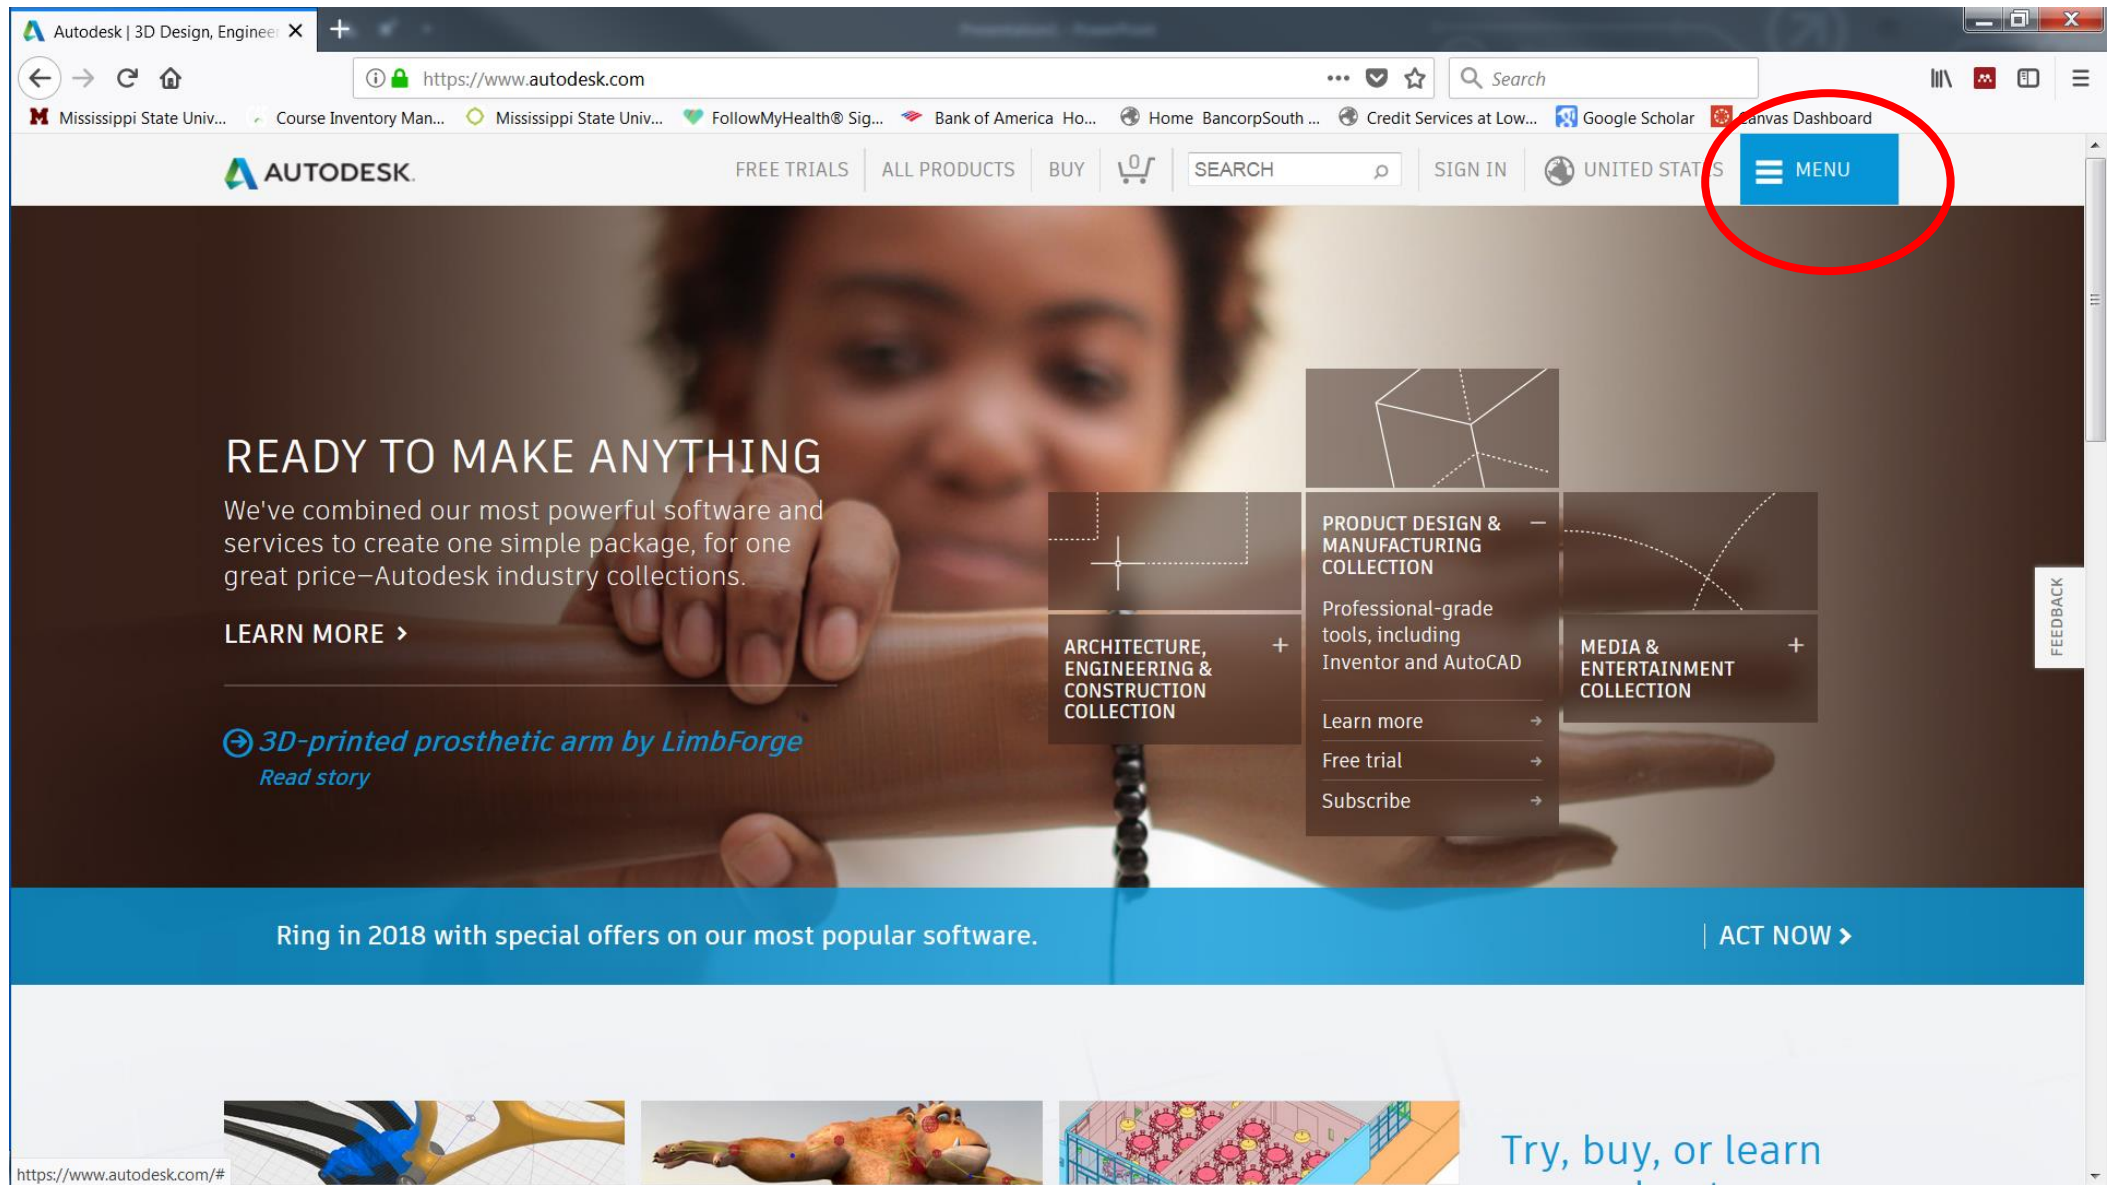 Autodesk | 3D Design, Engineer
https://www.autodesk.com
Search
Mississippi State Univ...
Course Inventory Man...
Mississippi State Univ...
FollowMyHealth® Sig...
Bank of America Ho...
Home BancorpSouth ...
Credit Services at Low...
Google Scholar
Canvas Dashboard
AUTODESK.
FREE TRIALS
ALL PRODUCTS
BUY
0
SEARCH
SIGN IN
UNITED STATES
MENU
READY TO MAKE ANYTHING
We've combined our most powerful software and
services to create one simple package, for one
great price—Autodesk industry collections.
LEARN MORE >
3D-printed prosthetic arm by LimbForge
Read story
ARCHITECTURE,
ENGINEERING &
CONSTRUCTION
COLLECTION
+
PRODUCT DESIGN &
MANUFACTURING
COLLECTION
–
Professional-grade
tools, including
Inventor and AutoCAD
Learn more
Free trial
Subscribe
MEDIA &
ENTERTAINMENT
COLLECTION
+
FEEDBACK
Ring in 2018 with special offers on our most popular software.
| ACT NOW >
Try, buy, or learn
https://www.autodesk.com/#